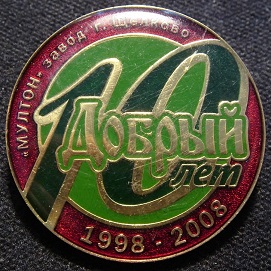 «МУЛТОН» завод г. Щелково
10
Добрый
лет
1998 - 2008